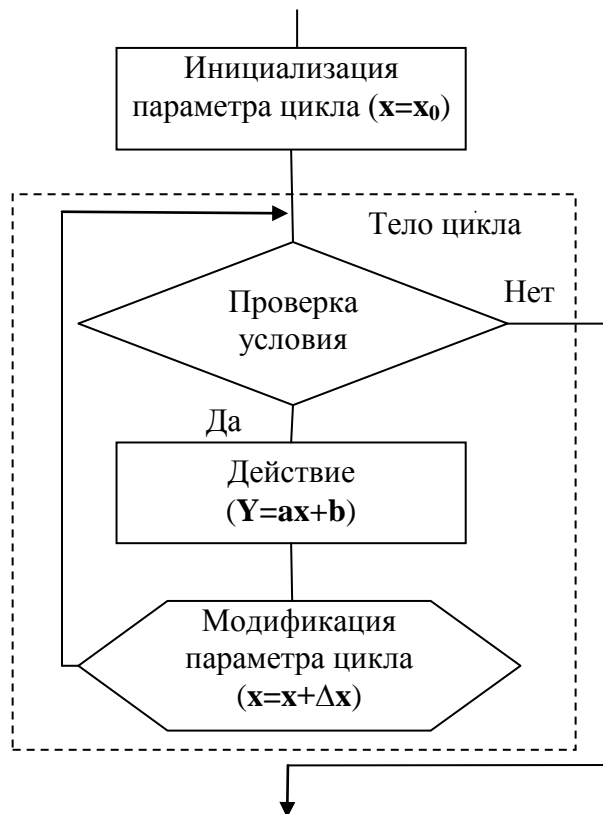 Инициализация
параметра цикла (x=x₀)
Тело цикла
Проверка
условия
Нет
Да
Действие
(Y=ax+b)
Модификация
параметра цикла
(x=x+Δx)